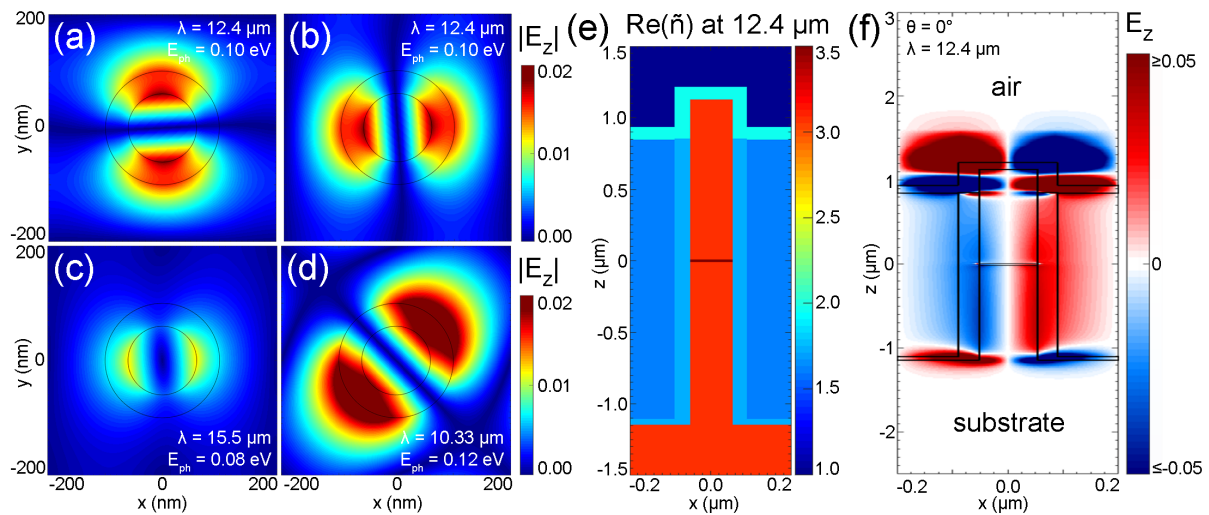 (a)
λ = 12.4 μm
E_ph = 0.10 eV
200
0
-200
y (nm)
(b)
λ = 12.4 μm
E_ph = 0.10 eV
|E_Z|
0.02
0.01
0.00
(c)
λ = 15.5 μm
E_ph = 0.08 eV
200
0
-200
y (nm)
-200
0
200
x (nm)
(d)
λ = 10.33 μm
E_ph = 0.12 eV
-200
0
200
x (nm)
|E_Z|
0.02
0.01
0.00
(e)
Re(ñ) at 12.4 μm
1.5
1.0
0.5
0
-0.5
-1.0
-1.5
z (μm)
-0.2
0.0
0.2
x (μm)
3.5
3.0
2.5
2.0
1.5
1.0
(f)
θ = 0°
λ = 12.4 μm
air
substrate
3
2
1
0
-1
-2
z (μm)
-0.2
0.0
0.2
x (μm)
E_z
≥0.05
0
≤-0.05